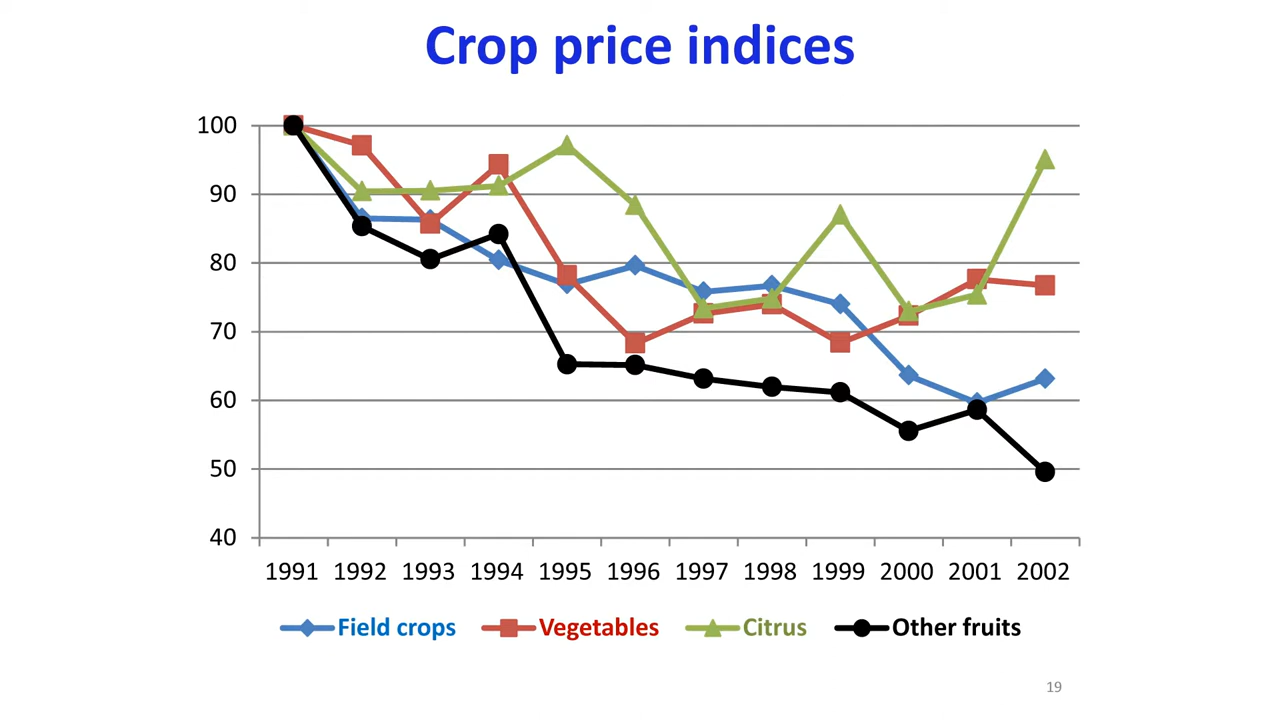 Crop price indices
100
90
80
70
60
50
40
1991 1992 1993 1994 1995 1996 1997 1998 1999 2000 2001 2002
Field crops Vegetables Citrus Other fruits
19